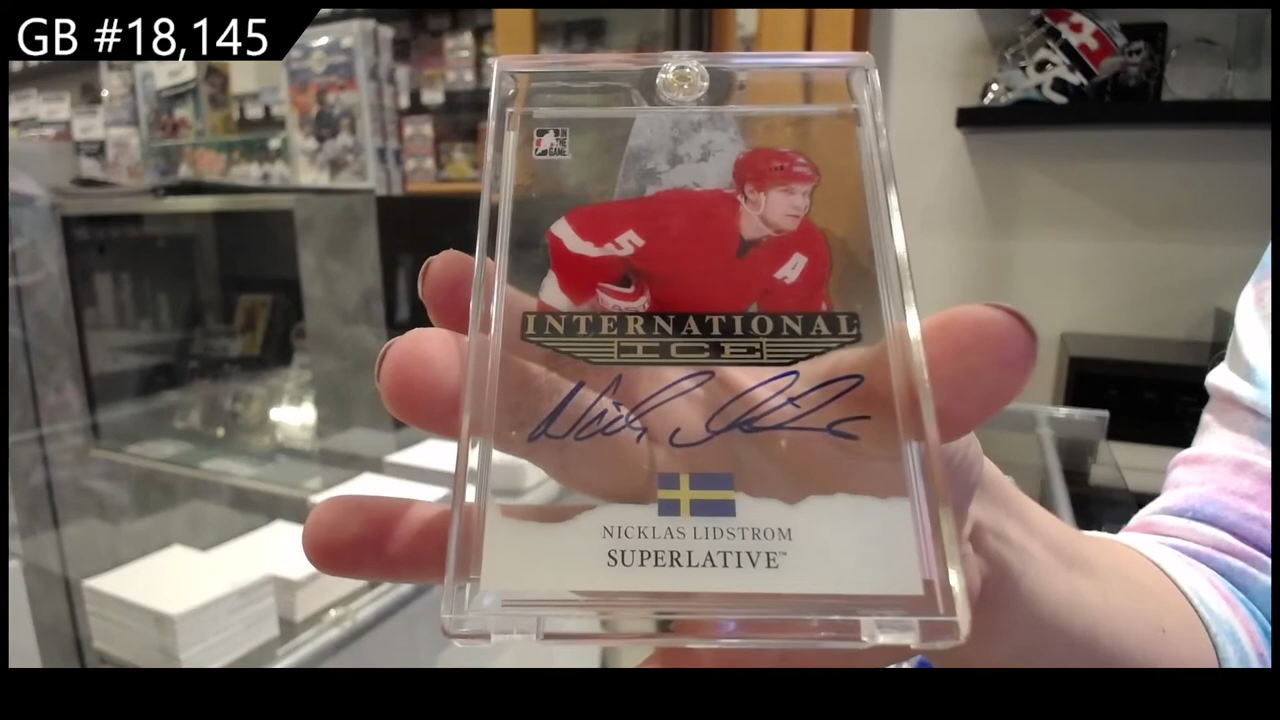 GB #18,145
IN
THE
GAME
5
A
INTERNATIONAL
ICE
NICKLAS LIDSTROM
SUPERLATIVE™